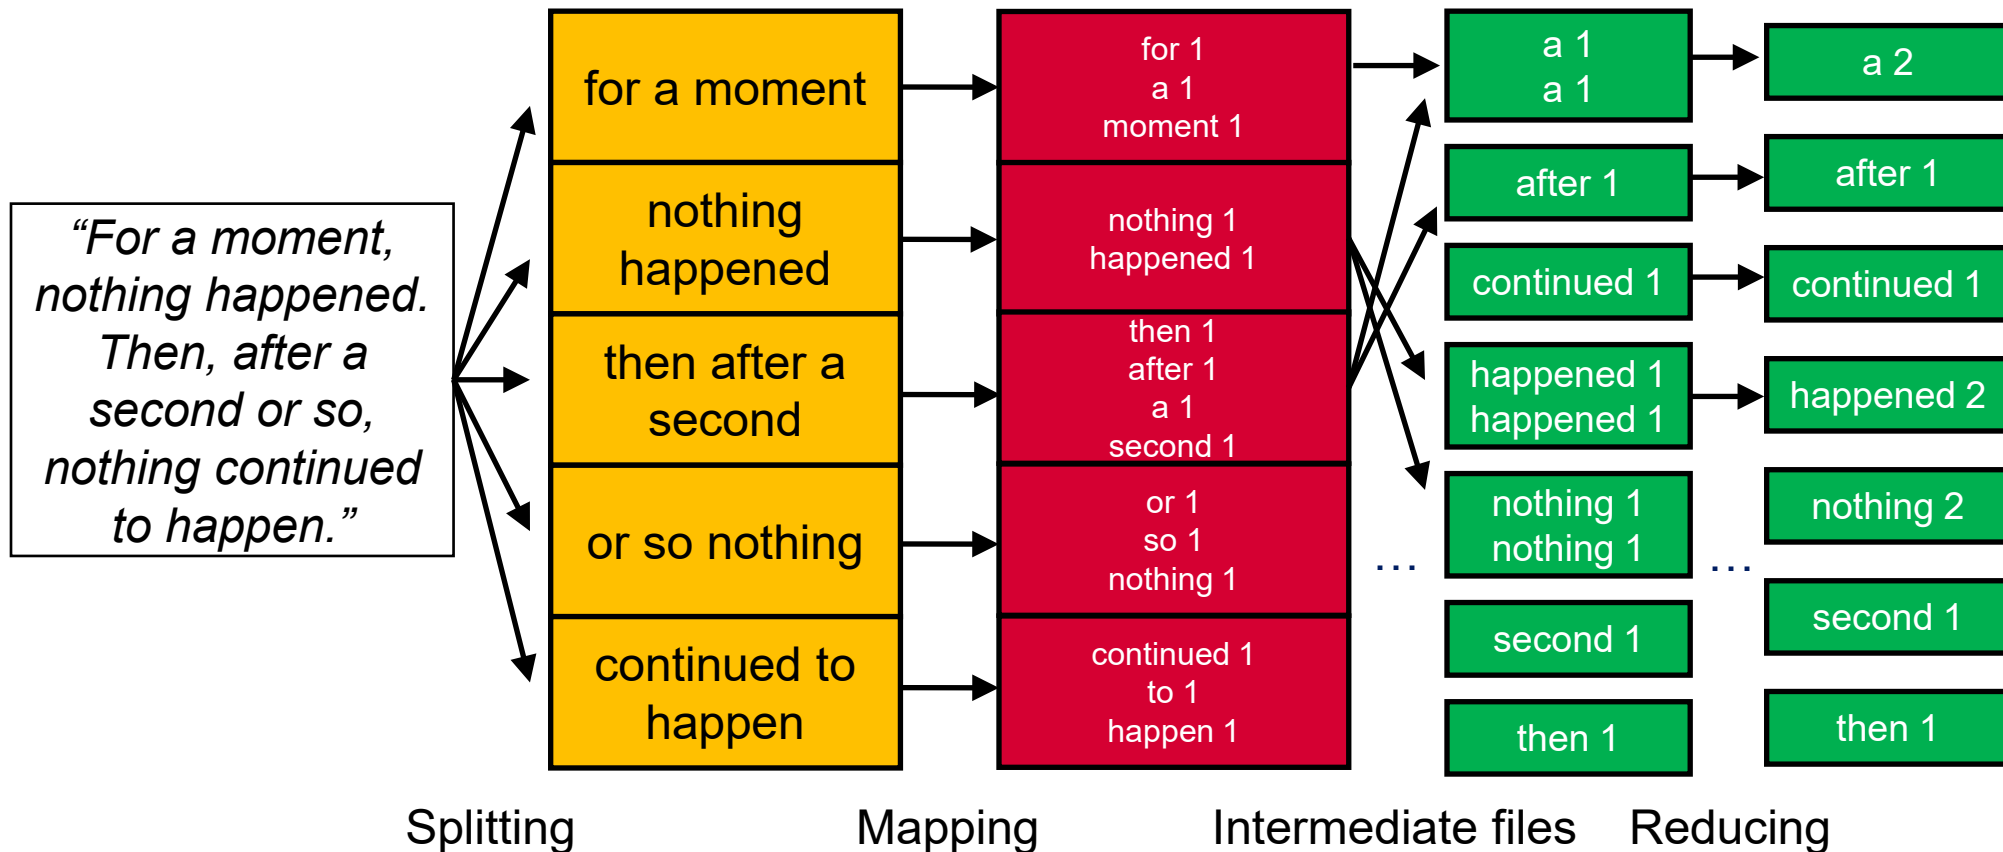 “For a moment,
nothing happened.
Then, after a
second or so,
nothing continued
to happen.”
for a moment
nothing
happened
then after a
second
or so nothing
continued to
happen
for 1
a 1
moment 1
nothing 1
happened 1
then 1
after 1
a 1
second 1
or 1
so 1
nothing 1
continued 1
to 1
happen 1
...
a 1
a 1
after 1
continued 1
happened 1
happened 1
nothing 1
nothing 1
second 1
then 1
...
a 2
after 1
continued 1
happened 2
nothing 2
second 1
then 1
Splitting
Mapping
Intermediate files
Reducing